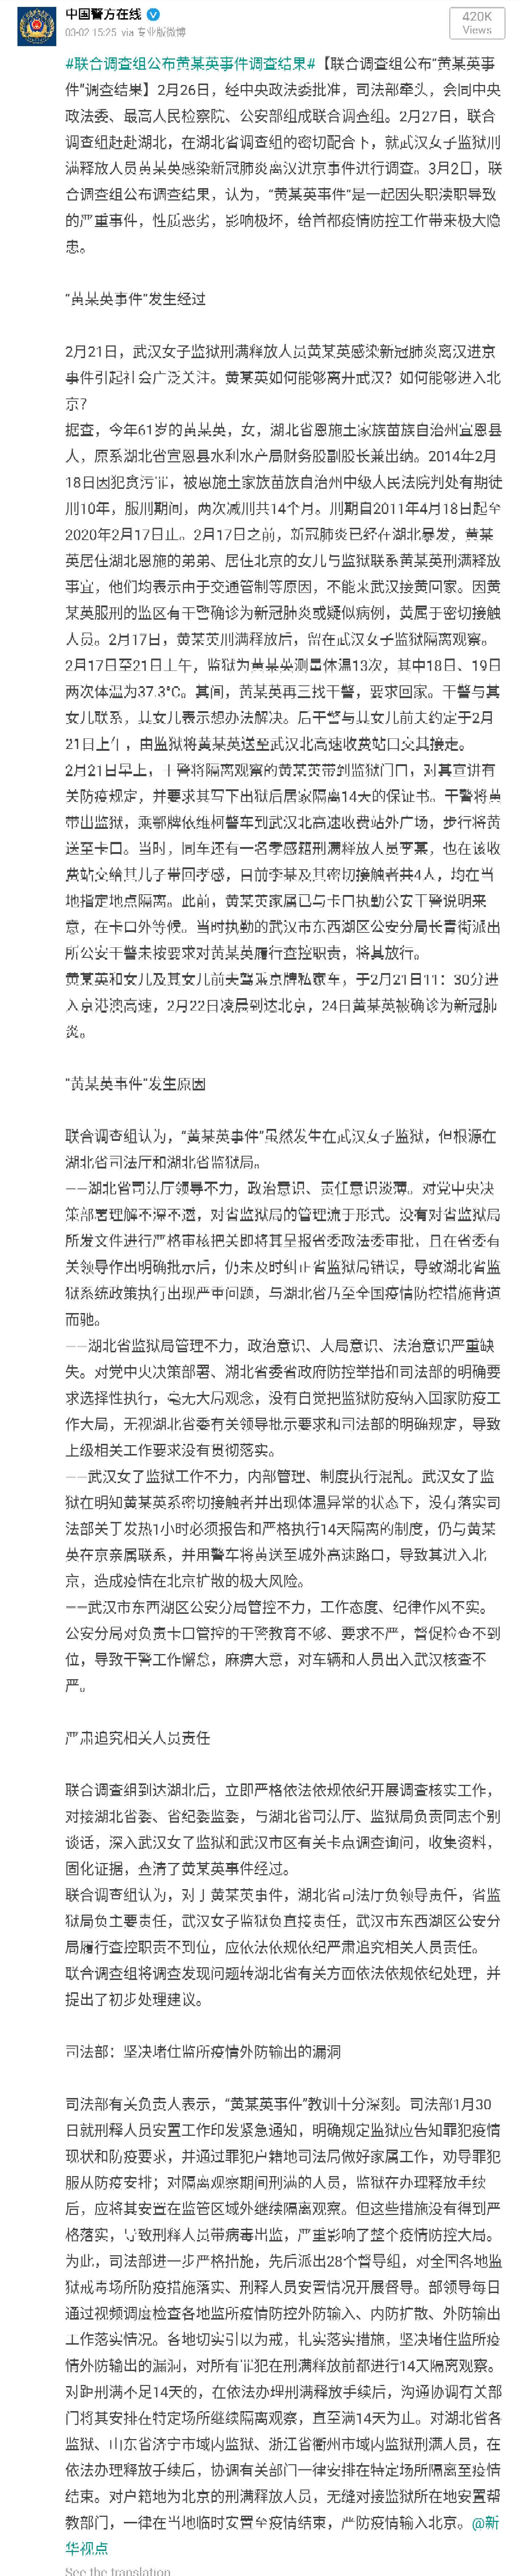 中国警方在线
03-02 15:25 via 专业版微博
420K
Views
#联合调查组公布黄某英事件调查结果#【联合调查组公布“黄某英事
件”调查结果】2月26日，经中央政法委批准，司法部牵头，会同中央
政法委、最高人民检察院、公安部组成联合调查组。2月27日，联合
调查组赶赴湖北，在湖北省调查组的密切配合下，就武汉女子监狱刑
满释放人员黄某英感染新冠肺炎离汉进京事件进行调查。3月2日，联
合调查组公布调查结果，认为，“黄某英事件”是一起因失职渎职导致
的严重事件，性质恶劣，影响极坏，给首都疫情防控工作带来极大隐
患。
“黄某英事件”发生经过
2月21日，武汉女子监狱刑满释放人员黄某英感染新冠肺炎离汉进京
事件引起社会广泛关注。黄某英如何能够离开武汉？如何能够进入北
京？
据查，今年61岁的黄某英，女，湖北省恩施土家族苗族自治州宣恩县
人，原系湖北省宣恩县水利水产局财务股副股长兼出纳。2014年2月
18日因犯贪污罪，被恩施土家族苗族自治州中级人民法院判处有期徒
刑10年，服刑期间，两次减刑共14个月。刑期自2011年4月18日起至
2020年2月17日止。2月17日之前，新冠肺炎已经在湖北暴发，黄某
英居住湖北恩施的弟弟、居住北京的女儿与监狱联系黄某英刑满释放
事宜，他们均表示由于交通管制等原因，不能来武汉接黄回家。因黄
某英服刑的监区有干警确诊为新冠肺炎或疑似病例，黄属于密切接触
人员。2月17日，黄某英刑满释放后，留在武汉女子监狱隔离观察。
2月17日至21日上午，监狱为黄某英测量体温13次，其中18日、19日
两次体温为37.3°C。其间，黄某英再三找干警，要求回家。干警与其
女儿联系，其女儿表示想办法解决。后干警与其女儿前夫约定于2月
21日上午，由监狱将黄某英送至武汉北高速收费站口交其接走。
2月21日早上，干警将隔离观察的黄某英带到监狱门口，对其宣讲有
关防疫规定，并要求其写下出狱后居家隔离14天的保证书。干警将黄
带出监狱，乘鄂牌依维柯警车到武汉北高速收费站外广场，步行将黄
送至卡口。当时，同车还有一名孝感籍刑满释放人员李某，也在该收
费站交给其儿子带回孝感，目前李某及其密切接触者共4人，均在当
地指定地点隔离。此前，黄某英家属已与卡口执勤公安干警说明来
意，在卡口外等候。当时执勤的武汉市东西湖区公安分局长青街派出
所公安干警未按要求对黄某英履行查控职责，将其放行。
黄某英和女儿及其女儿前夫驾乘京牌私家车，于2月21日11：30分进
入京港澳高速，2月22日凌晨到达北京，24日黄某英被确诊为新冠肺
炎。
“黄某英事件”发生原因
联合调查组认为，“黄某英事件”虽然发生在武汉女子监狱，但根源在
湖北省司法厅和湖北省监狱局。
——湖北省司法厅领导不力，政治意识、责任意识淡薄。对党中央决
策部署理解不深不透，对省监狱局的管理流于形式。没有对省监狱局
所发文件进行严格审核把关即将其呈报省委政法委审批，且在省委有
关领导作出明确批示后，仍未及时纠正省监狱局错误，导致湖北省监
狱系统政策执行出现严重问题，与湖北省乃至全国疫情防控措施背道
而驰。
——湖北省监狱局管理不力，政治意识、大局意识、法治意识严重缺
失。对党中央决策部署、湖北省委省政府防控举措和司法部的明确要
求选择性执行，毫无大局观念，没有自觉把监狱防疫纳入国家防疫工
作大局，无视湖北省委有关领导批示要求和司法部的明确规定，导致
上级相关工作要求没有贯彻落实。
——武汉女子监狱工作不力，内部管理、制度执行混乱。武汉女子监
狱在明知黄某英系密切接触者并出现体温异常的状态下，没有落实司
法部关于发热1小时必须报告和严格执行14天隔离的制度，仍与黄某
英在京亲属联系，并用警车将黄送至城外高速路口，导致其进入北
京，造成疫情在北京扩散的极大风险。
——武汉市东西湖区公安分局管控不力，工作态度、纪律作风不实。
公安分局对负责卡口管控的干警教育不够、要求不严，督促检查不到
位，导致干警工作懈怠，麻痹大意，对车辆和人员出入武汉核查不
严。
严肃追究相关人员责任
联合调查组到达湖北后，立即严格依法依规依纪开展调查核实工作，
对接湖北省委、省纪委监委，与湖北省司法厅、监狱局负责同志个别
谈话，深入武汉女子监狱和武汉市区有关卡点调查询问，收集资料，
固化证据，查清了黄某英事件经过。
联合调查组认为，对于黄某英事件，湖北省司法厅负领导责任，省监
狱局负主要责任，武汉女子监狱负直接责任，武汉市东西湖区公安分
局履行查控职责不到位，应依法依规依纪严肃追究相关人员责任。
联合调查组将调查发现问题转湖北省有关方面依法依规依纪处理，并
提出了初步处理建议。
司法部：坚决堵住监所疫情外防输出的漏洞
司法部有关负责人表示，“黄某英事件”教训十分深刻。司法部1月30
日就刑释人员安置工作印发紧急通知，明确规定监狱应告知罪犯疫情
现状和防疫要求，并通过罪犯户籍地司法局做好家属工作，劝导罪犯
服从防疫安排；对隔离观察期间刑满的人员，监狱在办理释放手续
后，应将其安置在监管区域外继续隔离观察。但这些措施没有得到严
格落实，导致刑释人员带病毒出监，严重影响了整个疫情防控大局。
为此，司法部进一步严格措施，先后派出28个督导组，对全国各地监
狱戒毒场所防疫措施落实、刑释人员安置情况开展督导。部领导每日
通过视频调度检查各地监所疫情防控外防输入、内防扩散、外防输出
工作落实情况。各地切实引以为戒，扎实落实措施，坚决堵住监所疫
情外防输出的漏洞，对所有罪犯在刑满释放前都进行14天隔离观察。
对距刑满不足14天的，在依法办理刑满释放手续后，沟通协调有关部
门将其安排在特定场所继续隔离观察，直至满14天为止。对湖北省各
监狱、山东省济宁市域内监狱、浙江省衢州市域内监狱刑满人员，在
依法办理释放手续后，协调有关部门一律安排在特定场所隔离至疫情
结束。对户籍地为北京的刑满释放人员，无缝对接监狱所在地安置帮
教部门，一律在当地临时安置至疫情结束，严防疫情输入北京。@新
华视点
See the translation